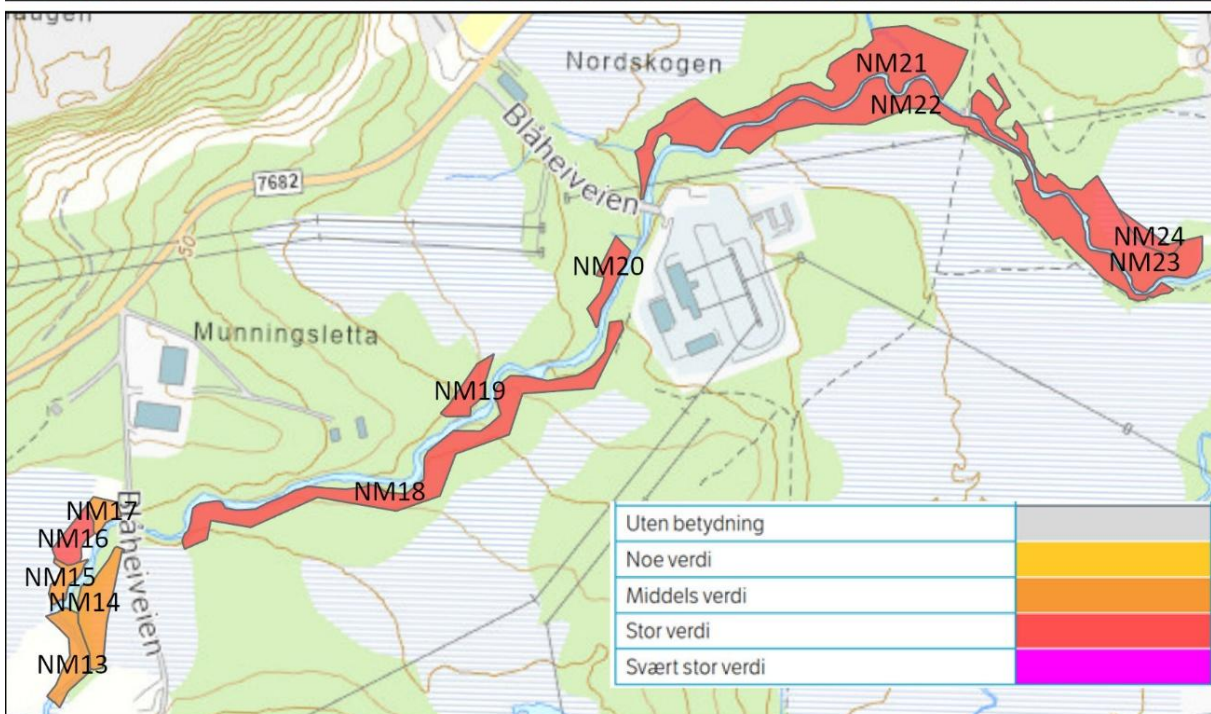 augen
Nordskogen
NM21
NM22
Blåheiveien
7682
NM24
NM23
50
NM20
Munningsletta
NM19
NM18
NM17
NM16
NM15
NM14
NM13
Blåheiveien
Uten betydning
Noe verdi
Middels verdi
Stor verdi
Svært stor verdi